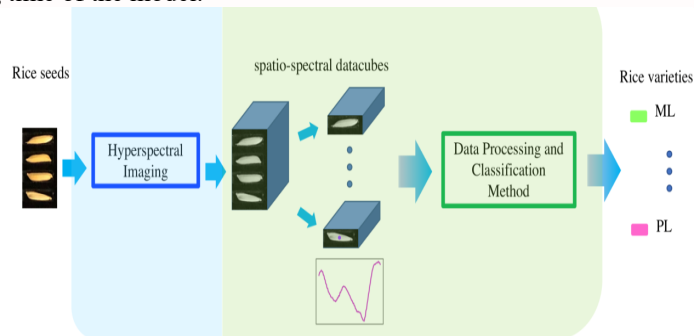 Rice seeds
Hyperspectral
Imaging
spatio-spectral datacubes
Data Processing and
Classification
Method
Rice varieties
ML
PL